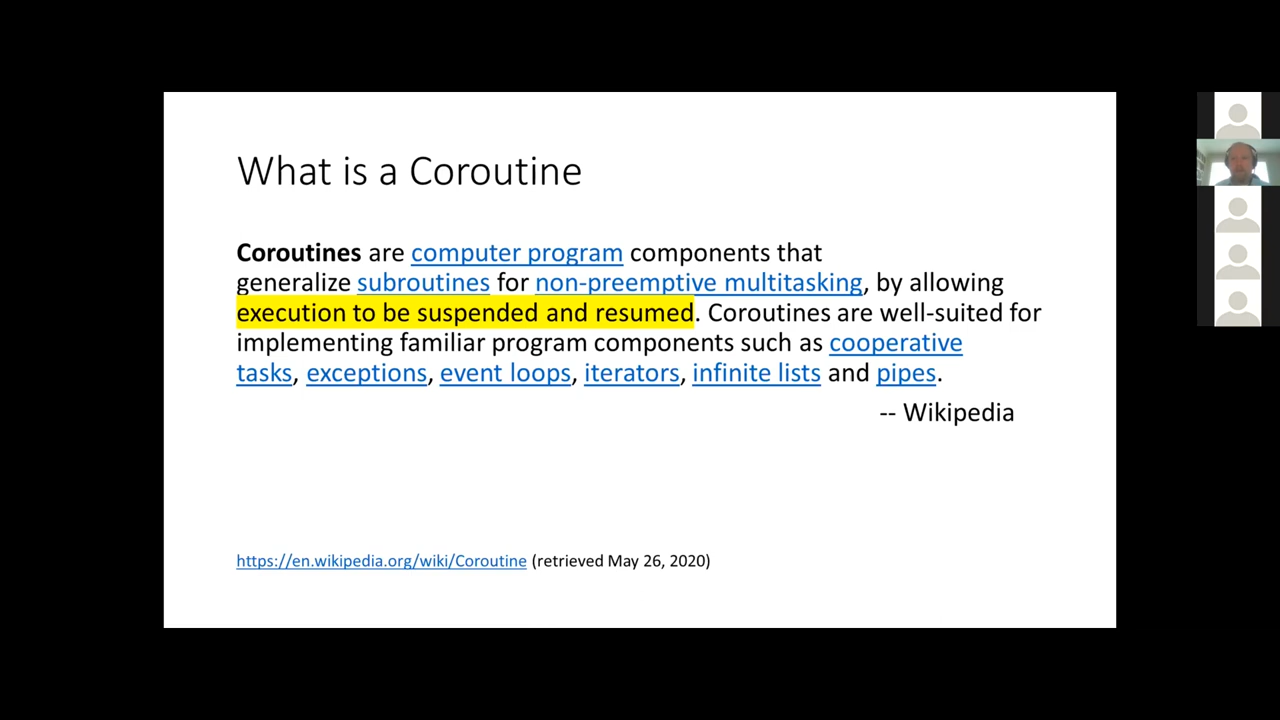 What is a Coroutine
Coroutines are computer program components that
generalize subroutines for non-preemptive multitasking, by allowing
execution to be suspended and resumed. Coroutines are well-suited for
implementing familiar program components such as cooperative
tasks, exceptions, event loops, iterators, infinite lists and pipes.
-- Wikipedia
https://en.wikipedia.org/wiki/Coroutine (retrieved May 26, 2020)